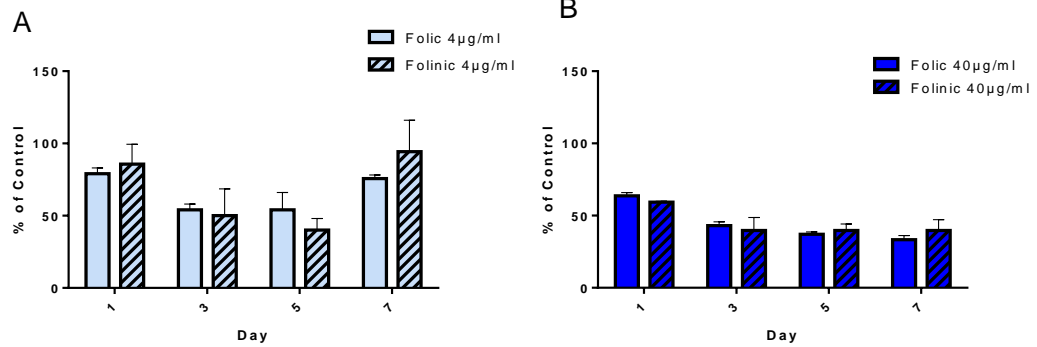 A
Folic 4µg/ml
Folinic 4µg/ml
150
100
50
0
% of Control
1
3
5
7
Day
B
Folic 40µg/ml
Folinic 40µg/ml
150
100
50
0
% of Control
1
3
5
7
Day